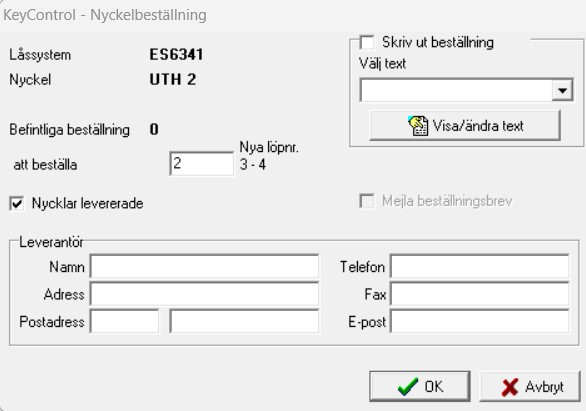 KeyControl - Nyckelbeställning
Låssystem ES6341
Nyckel UTH 2
Skriv ut beställning
Välj text
Visa/ändra text
Befintliga beställning 0
Nya löpnr.
att beställa 2 3 - 4
Nycklar levererade
Mejla beställningsbrev
Leverantör
Namn
Telefon
Adress
Fax
Postadress
E-post
OK
Avbryt